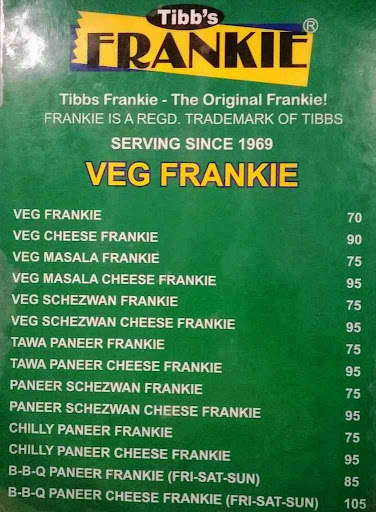 Tibb's
FRANKIE®
Tibbs Frankie - The Original Frankie!
FRANKIE IS A REGD. TRADEMARK OF TIBBS
SERVING SINCE 1969
VEG FRANKIE
VEG FRANKIE 70
VEG CHEESE FRANKIE 90
VEG MASALA FRANKIE 75
VEG MASALA CHEESE FRANKIE 95
VEG SCHEZWAN FRANKIE 75
VEG SCHEZWAN CHEESE FRANKIE 95
TAWA PANEER FRANKIE 75
TAWA PANEER CHEESE FRANKIE 95
PANEER SCHEZWAN FRANKIE 75
PANEER SCHEZWAN CHEESE FRANKIE 95
CHILLY PANEER FRANKIE 75
CHILLY PANEER CHEESE FRANKIE 95
B-B-Q PANEER FRANKIE (FRI-SAT-SUN) 85
B-B-Q PANEER CHEESE FRANKIE (FRI-SAT-SUN) 105